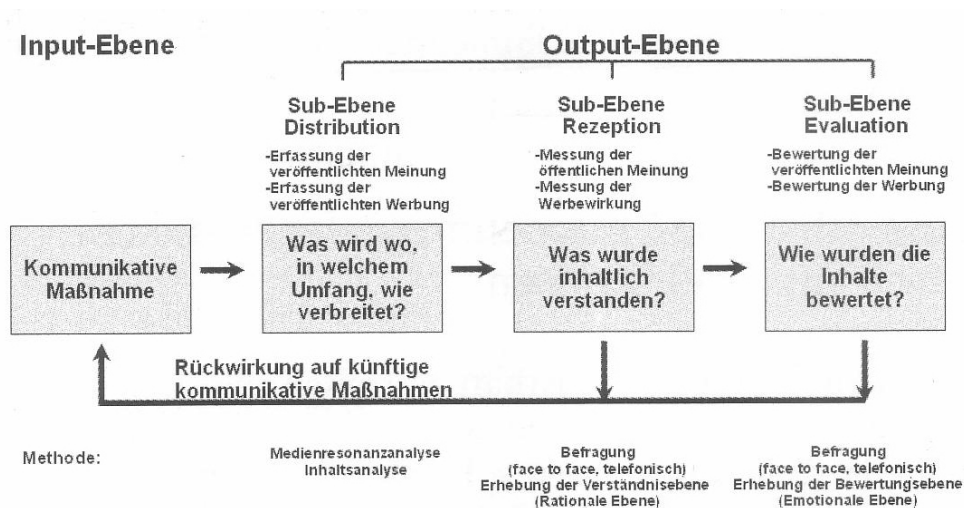 Input-Ebene
Output-Ebene
Sub-Ebene
Distribution
-Erfassung der
veröffentlichten Meinung
-Erfassung der
veröffentlichten Werbung
Sub-Ebene
Rezeption
-Messung der
öffentlichen Meinung
-Messung der
Werbewirkung
Sub-Ebene
Evaluation
-Bewertung der
veröffentlichten Meinung
-Bewertung der Werbung
Kommunikative
Maßnahme
Was wird wo,
in welchem
Umfang, wie
verbreitet?
Was wurde
inhaltlich
verstanden?
Wie wurden die
Inhalte
bewertet?
Rückwirkung auf künftige
kommunikative Maßnahmen
Methode:
Medienresonanzanalyse
Inhaltsanalyse
Befragung
(face to face, telefonisch)
Erhebung der Verständnisebene
(Rationale Ebene)
Befragung
(face to face, telefonisch)
Erhebung der Bewertungsebene
(Emotionale Ebene)